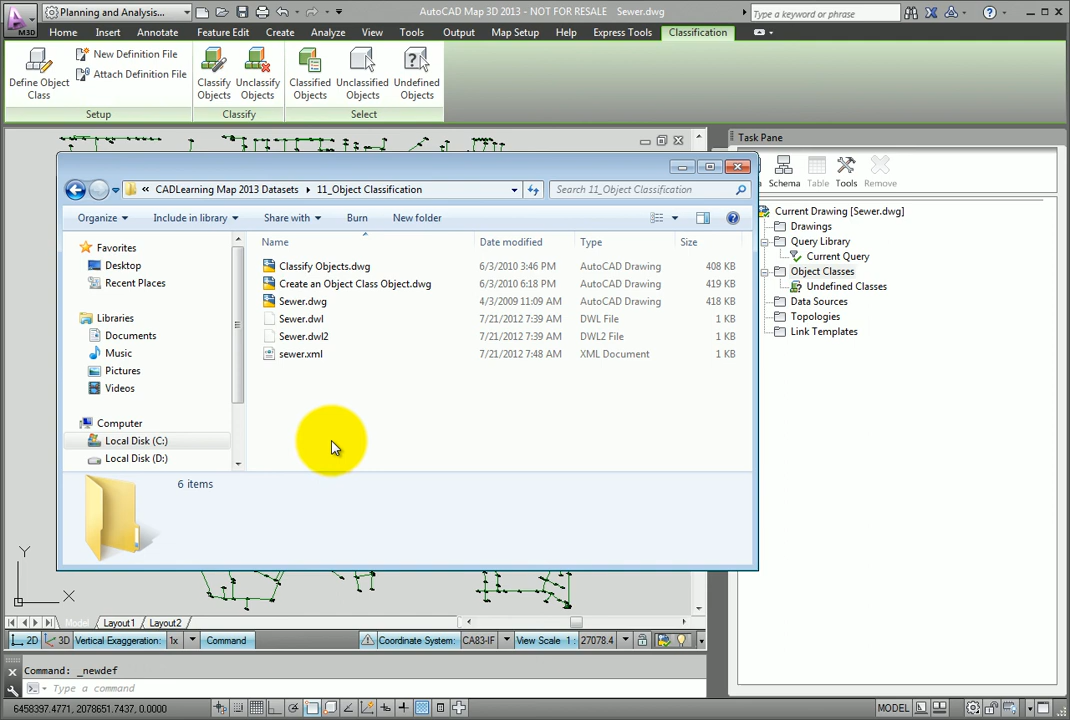 Planning and Analysis... AutoCAD Map 3D 2013 - NOT FOR RESALE Sewer.dwg Type a keyword or phrase
M3D
Home Insert Annotate Feature Edit Create Analyze View Tools Output Map Setup Help Express Tools Classification
Define Object Class
New Definition File
Attach Definition File
Classify Objects
Unclassify Objects
Classified Objects
Unclassified Objects
Undefined Objects
Setup Classify Select
Task Pane
Schema Table Tools Remove
Current Drawing [Sewer.dwg]
Drawings
Query Library
Current Query
Object Classes
Undefined Classes
Data Sources
Topologies
Link Templates
CADLearning Map 2013 Datasets 11_Object Classification Search 11_Object Classification
Organize Include in library Share with Burn New folder
Favorites
Desktop
Recent Places
Libraries
Documents
Music
Pictures
Videos
Computer
Local Disk (C:)
Local Disk (D:)
Name Date modified Type Size
Classify Objects.dwg 6/3/2010 3:46 PM AutoCAD Drawing 408 KB
Create an Object Class Object.dwg 6/3/2010 6:18 PM AutoCAD Drawing 419 KB
Sewer.dwg 4/3/2009 11:09 AM AutoCAD Drawing 418 KB
Sewer.dwl 7/21/2012 7:39 AM DWL File 1 KB
Sewer.dwl2 7/21/2012 7:39 AM DWL2 File 1 KB
sewer.xml 7/21/2012 7:48 AM XML Document 1 KB
6 items
Y
X
Model Layout1 Layout2
2D 3D Vertical Exaggeration: 1x Command Coordinate System: CA83-IF View Scale 1 : 27078.4
Command: _newdef
Type a command
6458397.4771, 2078651.7437, 0.0000 MODEL